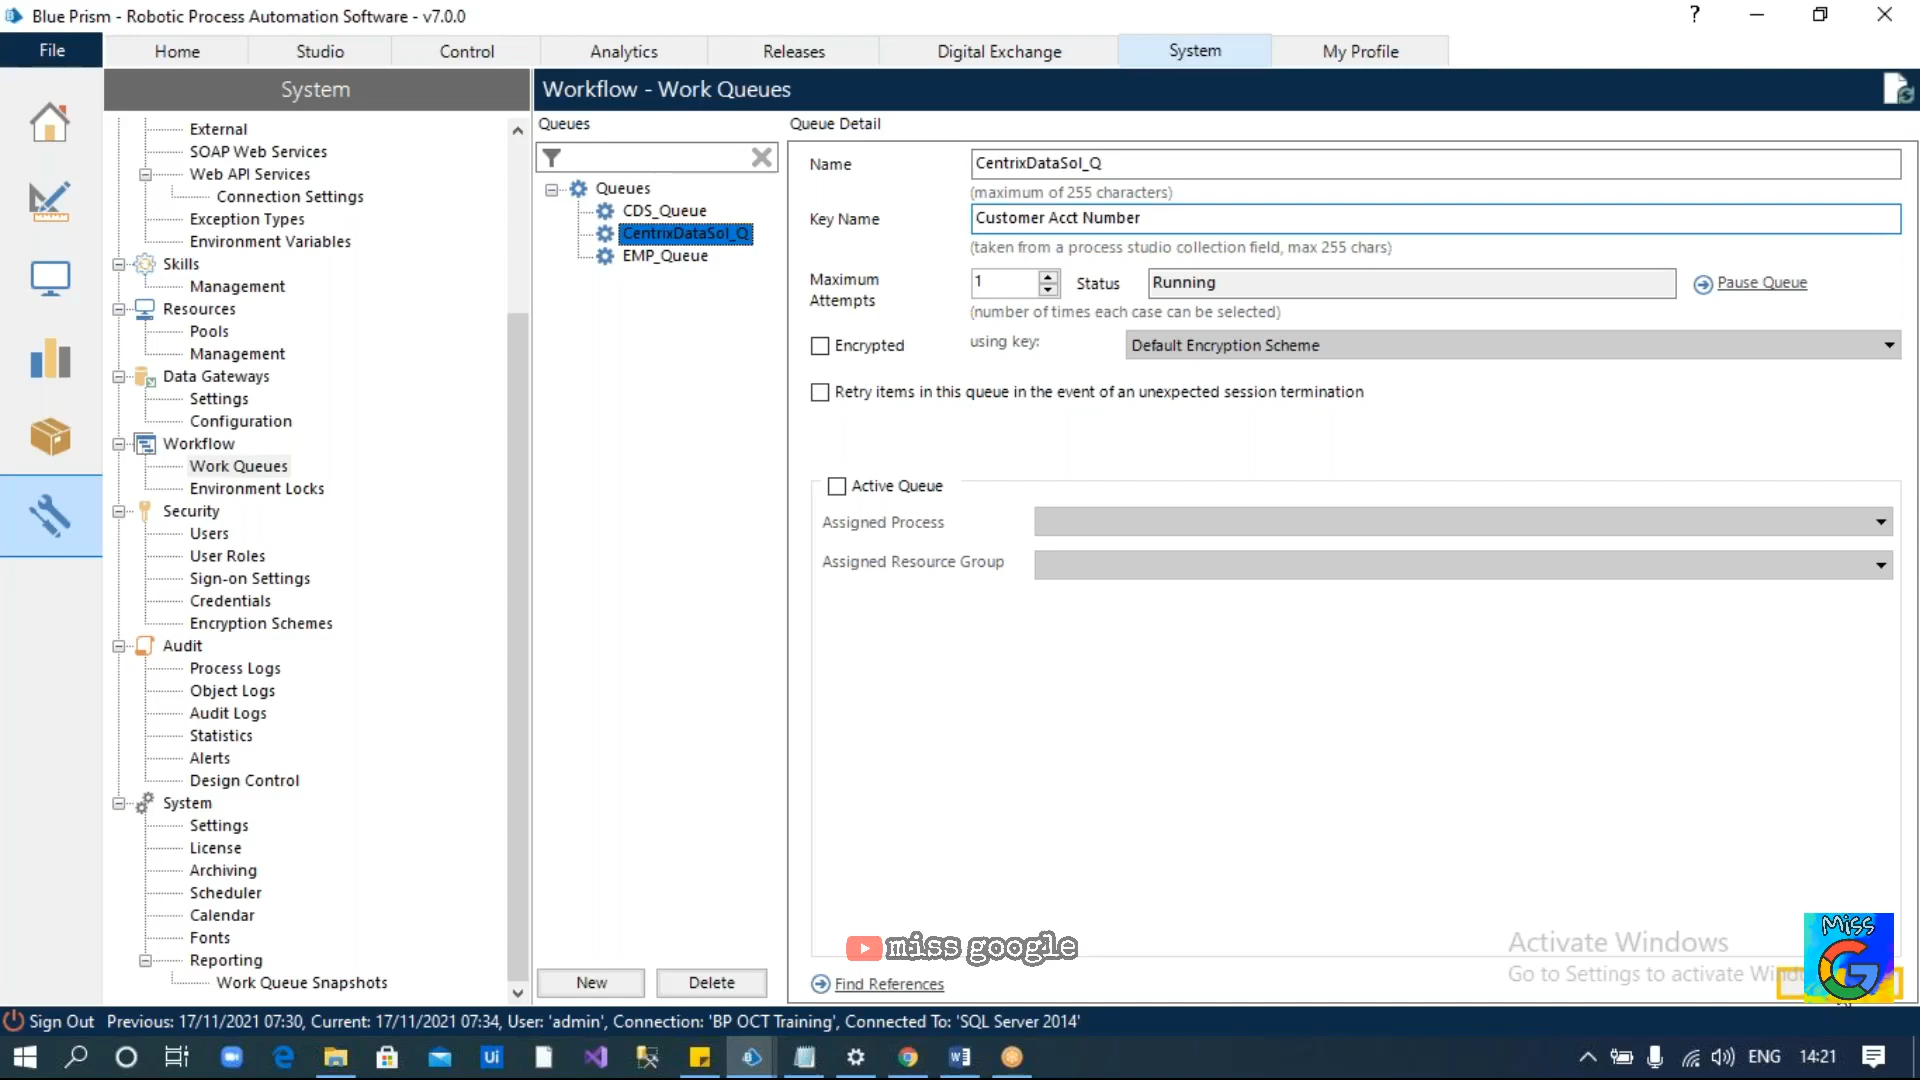 Blue Prism - Robotic Process Automation Software - v7.0.0
?
File
Home
Studio
Control
Analytics
Releases
Digital Exchange
System
My Profile
System
External
SOAP Web Services
Web API Services
Connection Settings
Exception Types
Environment Variables
Skills
Management
Resources
Pools
Management
Data Gateways
Settings
Configuration
Workflow
Work Queues
Environment Locks
Security
Users
User Roles
Sign-on Settings
Credentials
Encryption Schemes
Audit
Process Logs
Object Logs
Audit Logs
Statistics
Alerts
Design Control
System
Settings
License
Archiving
Scheduler
Calendar
Fonts
Reporting
Work Queue Snapshots
Workflow - Work Queues
Queues
Queues
CDS_Queue
CentrixDataSol_Q
EMP_Queue
New
Delete
Queue Detail
Name
CentrixDataSol_Q
(maximum of 255 characters)
Key Name
Customer Acct Number
(taken from a process studio collection field, max 255 chars)
Maximum
Attempts
1
Status
Running
Pause Queue
(number of times each case can be selected)
Encrypted
using key:
Default Encryption Scheme
Retry items in this queue in the event of an unexpected session termination
Active Queue
Assigned Process
Assigned Resource Group
miss google
Activate Windows
Go to Settings to activate
Miss
G
Find References
Sign Out Previous: 17/11/2021 07:30, Current: 17/11/2021 07:34, User: 'admin', Connection: 'BP OCT Training', Connected To: 'SQL Server 2014'
Ui
ENG
14:21